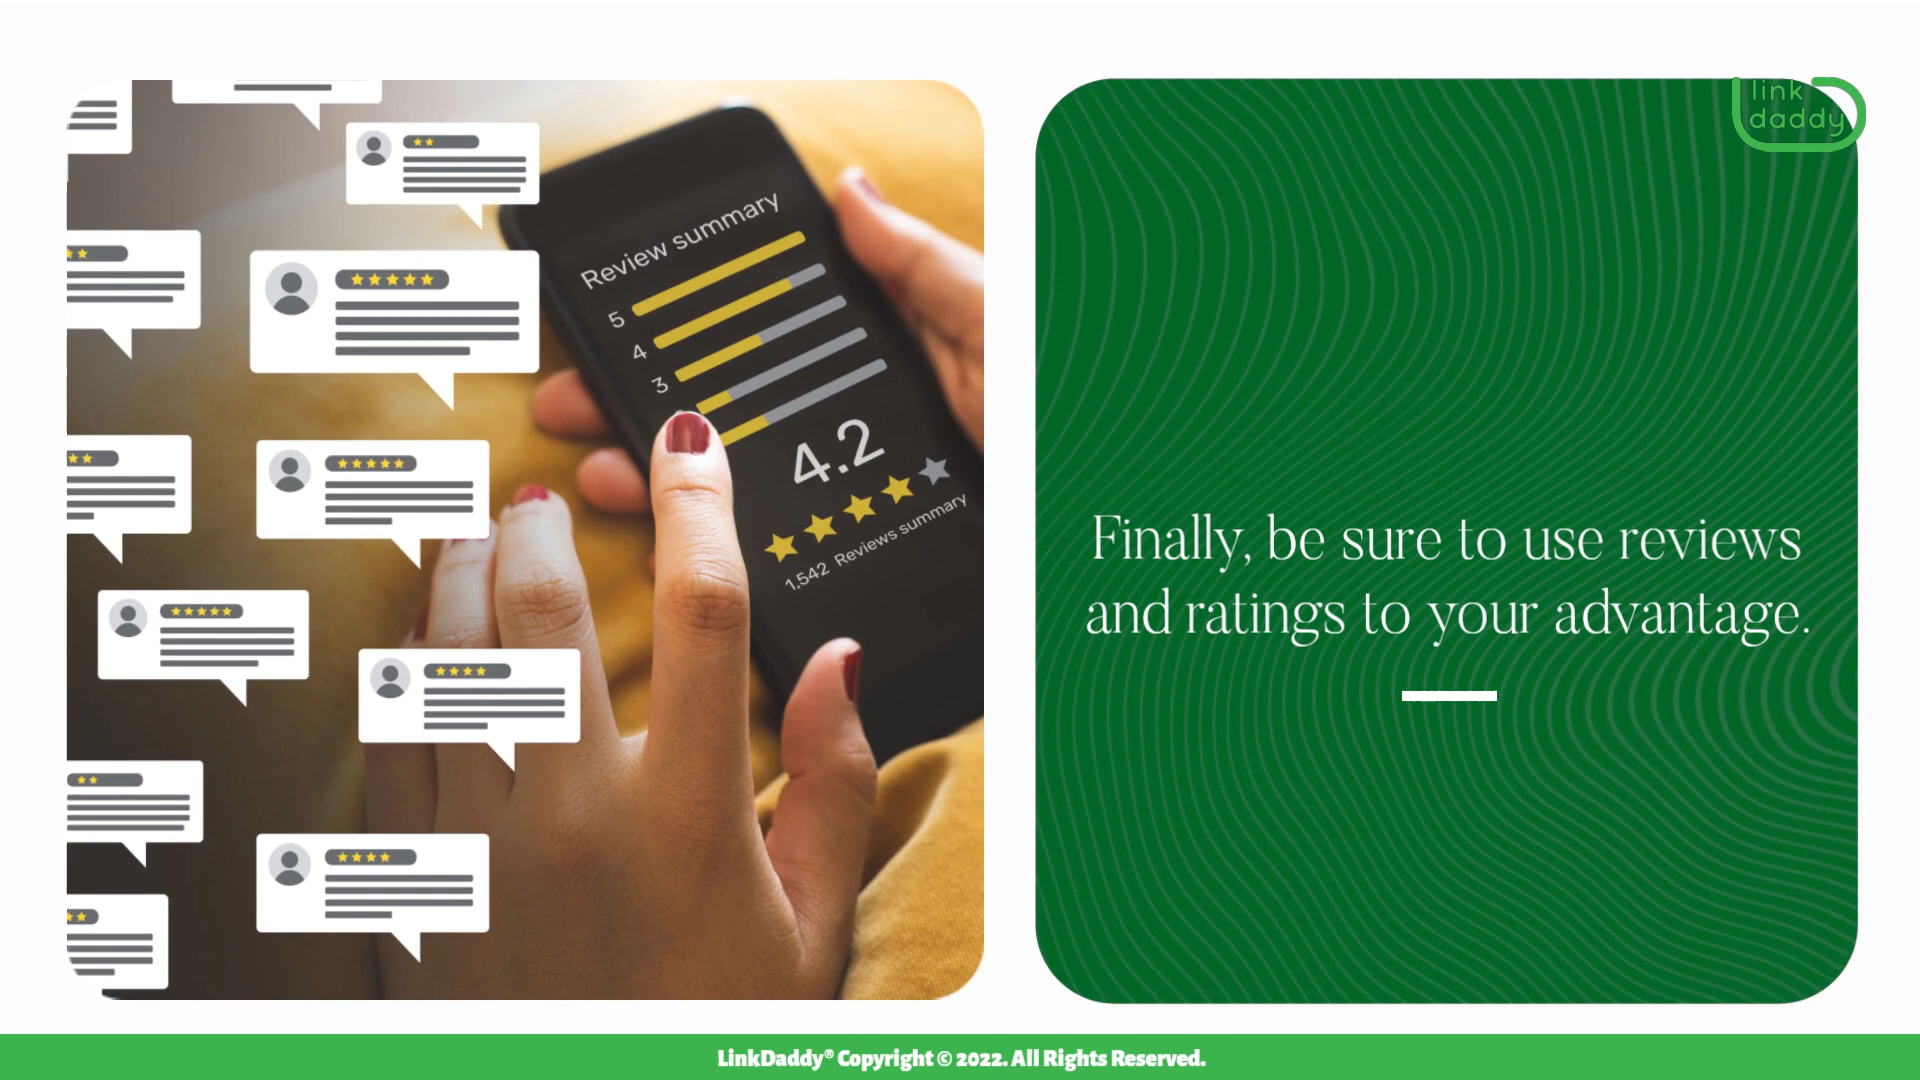 Review summary
5
4
3
4.2
1,542 Reviews summary
link
daddy
Finally, be sure to use reviews
and ratings to your advantage.
LinkDaddy® Copyright © 2022. All Rights Reserved.